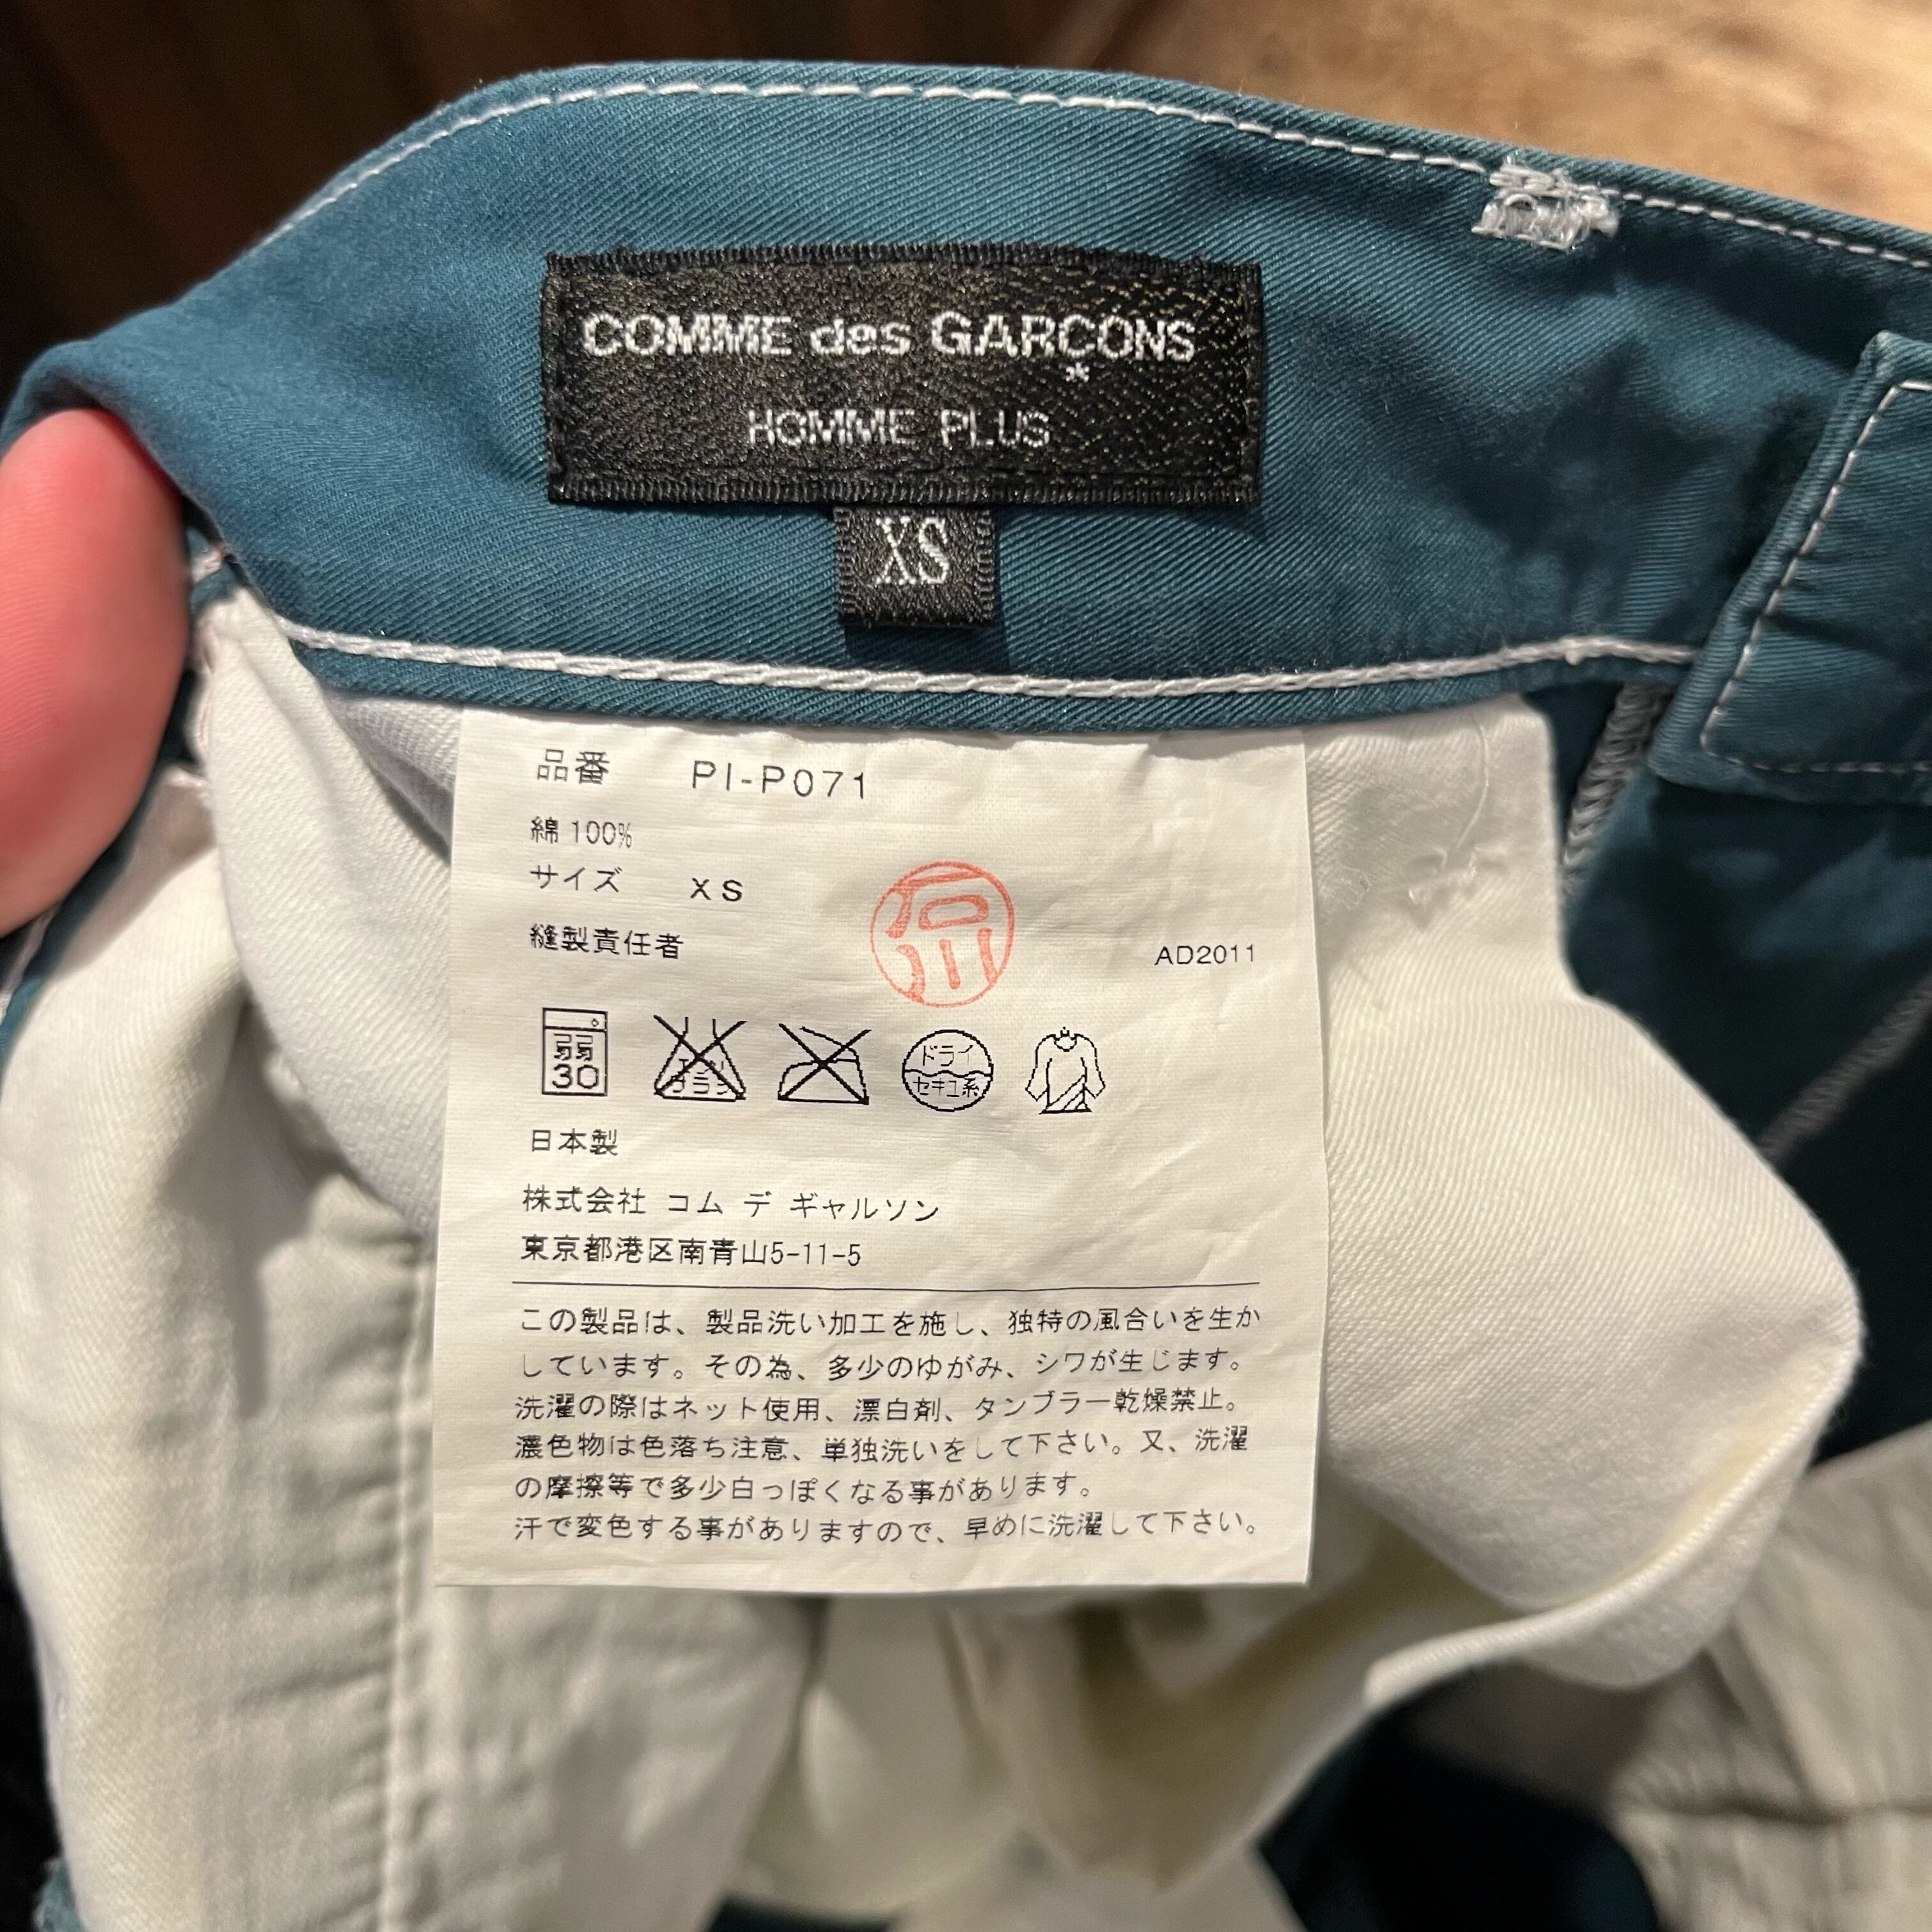 COMME des GARCONS
*
HOMME PLUS
XS
品番 PI-P071
綿 100%
サイズ XS
縫製責任者
AD2011
弱
30
エンソ
サラシ
ドライ
セキユ系
日本製
株式会社 コム デ ギャルソン
東京都港区南青山5-11-5
この製品は、製品洗い加工を施し、独特の風合いを生か
しています。その為、多少のゆがみ、シワが生じます。
洗濯の際はネット使用、漂白剤、タンブラー乾燥禁止。
濃色物は色落ち注意、単独洗いをして下さい。又、洗濯
の摩擦等で多少白っぽくなる事があります。
汗で変色する事がありますので、早めに洗濯して下さい。